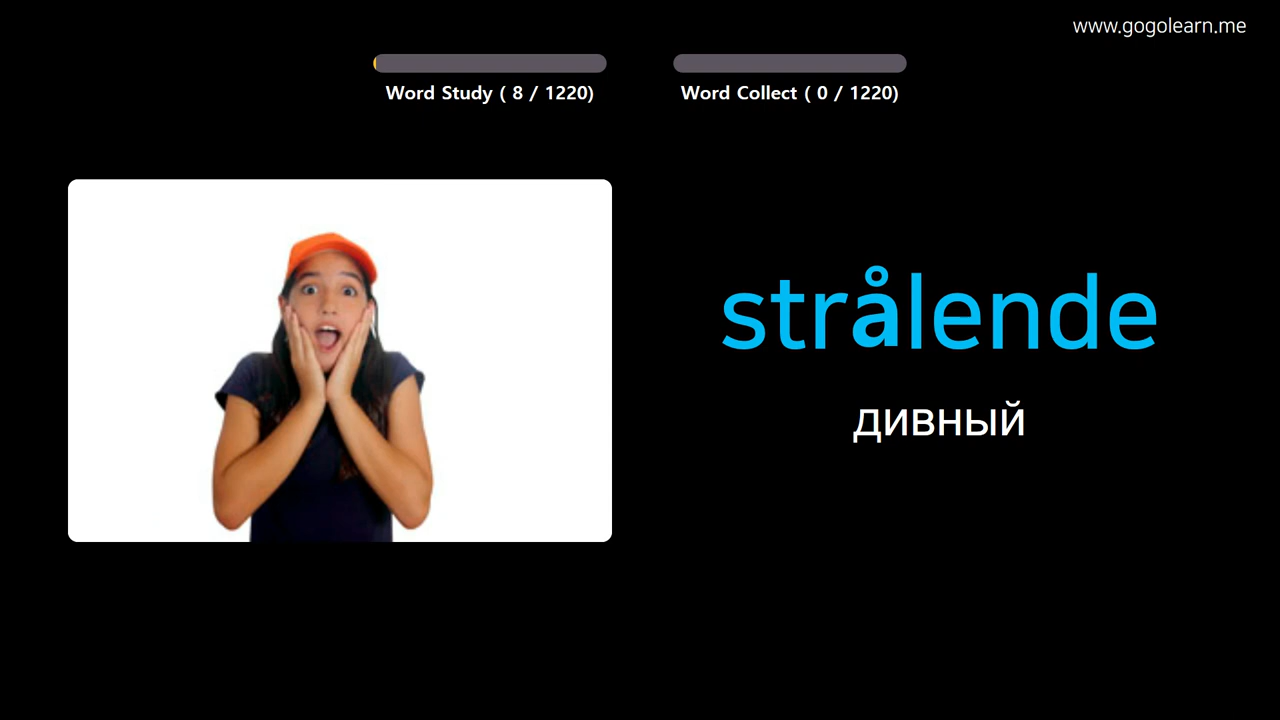 www.gogolearn.me
Word Study ( 8 / 1220)
Word Collect ( 0 / 1220)
strålende
дивный